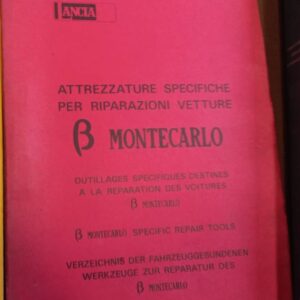 LANCIA
ATTREZZATURE SPECIFICHE
PER RIPARAZIONI VETTURE
β MONTECARLO
OUTILLAGES SPECIFIQUES DESTINES
A LA REPARATION DES VOITURES
β MONTECARLO
β MONTECARLO SPECIFIC REPAIR TOOLS
VERZEICHNIS DER FAHRZEUGGEBUNDENEN
WERKZEUGE ZUR REPARATUR DES
β MONTECARLO